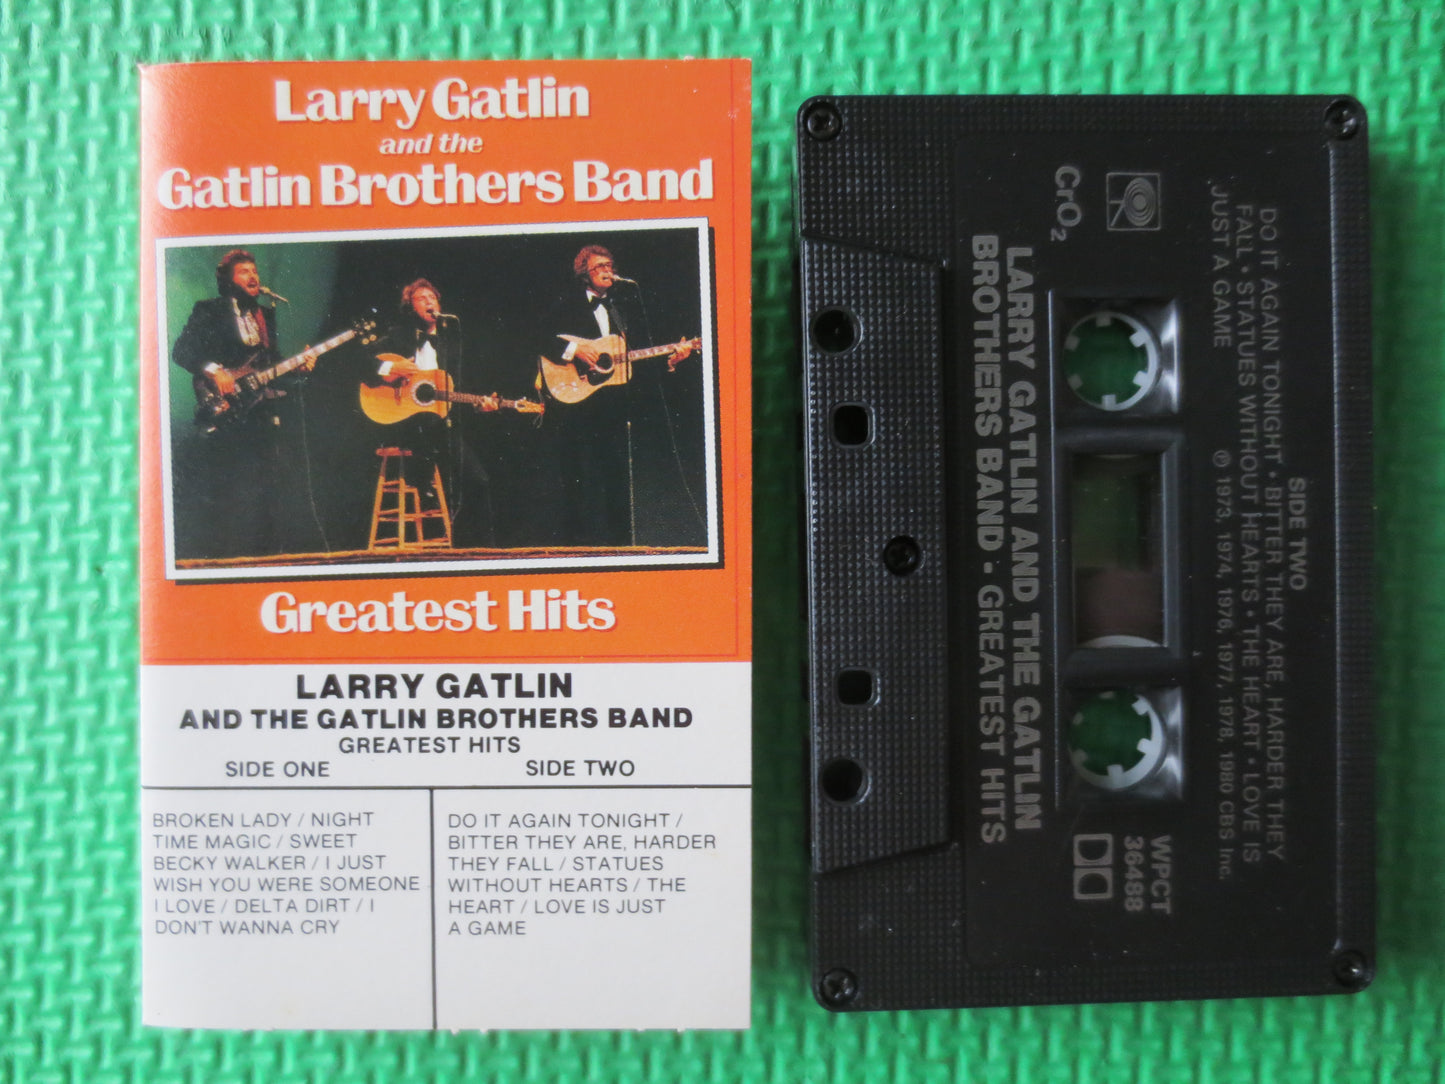 Larry Gatlin
and the
Gatlin Brothers Band
Greatest Hits
LARRY GATLIN
AND THE GATLIN BROTHERS BAND
GREATEST HITS
SIDE ONE
SIDE TWO
BROKEN LADY / NIGHT
TIME MAGIC / SWEET
BECKY WALKER / I JUST
WISH YOU WERE SOMEONE
I LOVE / DELTA DIRT / I
DON'T WANNA CRY
DO IT AGAIN TONIGHT /
BITTER THEY ARE, HARDER
THEY FALL / STATUES
WITHOUT HEARTS / THE
HEART / LOVE IS JUST
A GAME
SIDE TWO
DO IT AGAIN TONIGHT • BITTER THEY ARE, HARDER THEY
FALL • STATUES WITHOUT HEARTS • THE HEART • LOVE IS
JUST A GAME
℗ 1973, 1974, 1976, 1977, 1978, 1980 CBS Inc.
CrO₂
WPCT
36488
LARRY GATLIN AND THE GATLIN
BROTHERS BAND • GREATEST HITS